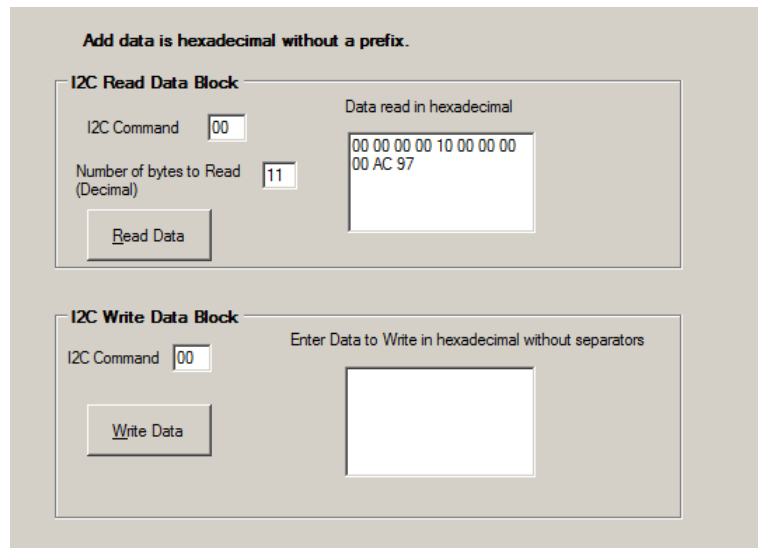 Add data is hexadecimal without a prefix.
I2C Read Data Block
I2C Command 00
Number of bytes to Read
(Decimal) 11
Read Data
Data read in hexadecimal
00 00 00 00 10 00 00 00
00 AC 97
I2C Write Data Block
I2C Command 00
Write Data
Enter Data to Write in hexadecimal without separators